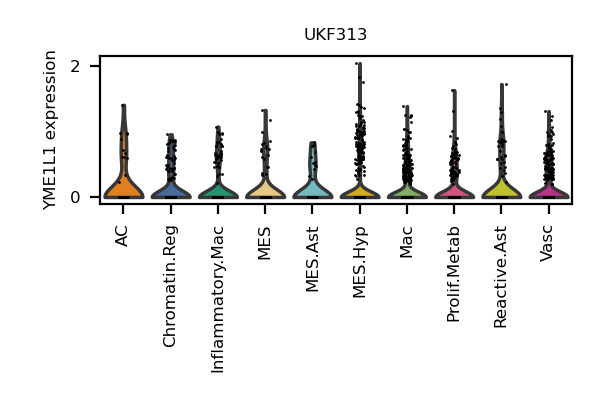 UKF313
YME1L1 expression
2
0
AC
Chromatin.Reg
Inflammatory.Mac
MES
MES.Ast
MES.Hyp
Mac
Prolif.Metab
Reactive.Ast
Vasc